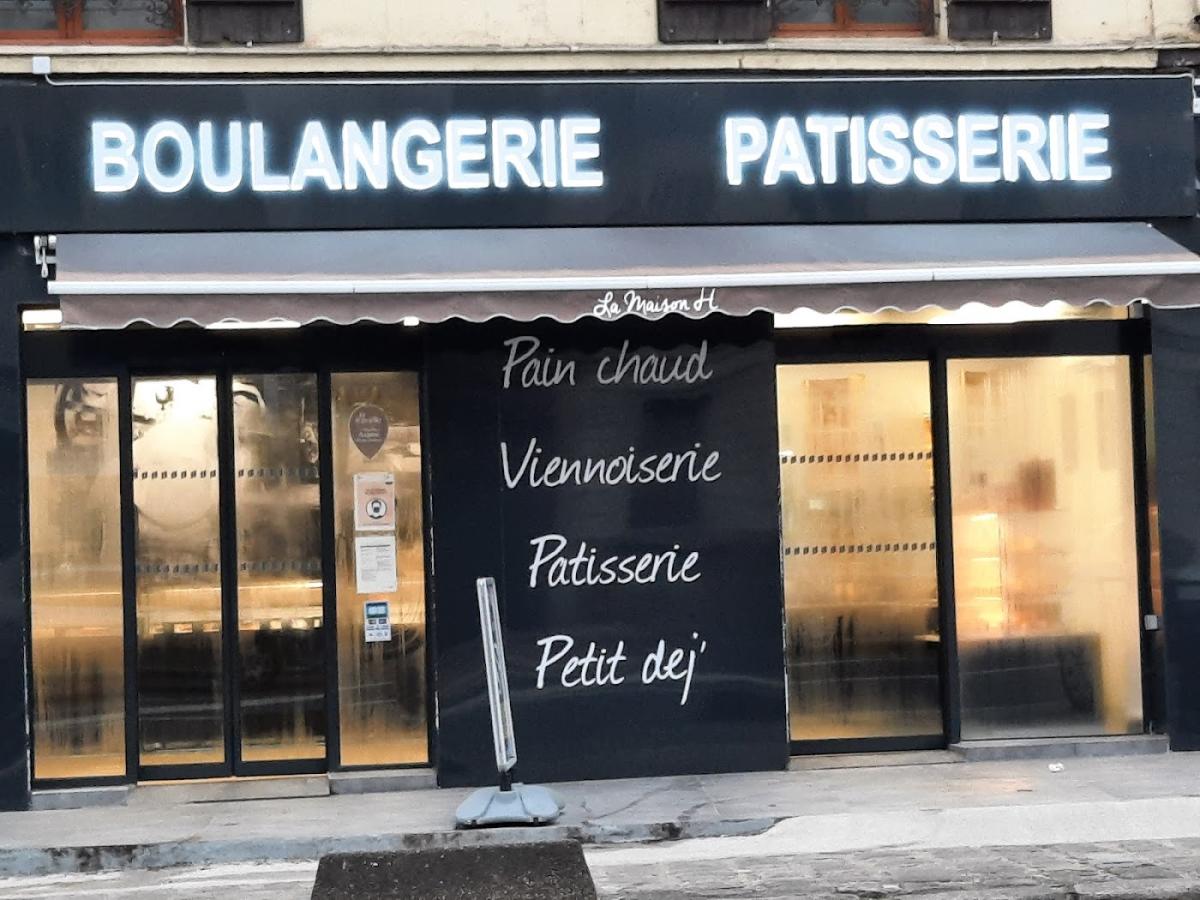 BOULANGERIE PATISSERIE
La Maison H
Pain chaud
Viennoiserie
Patisserie
Petit dej'